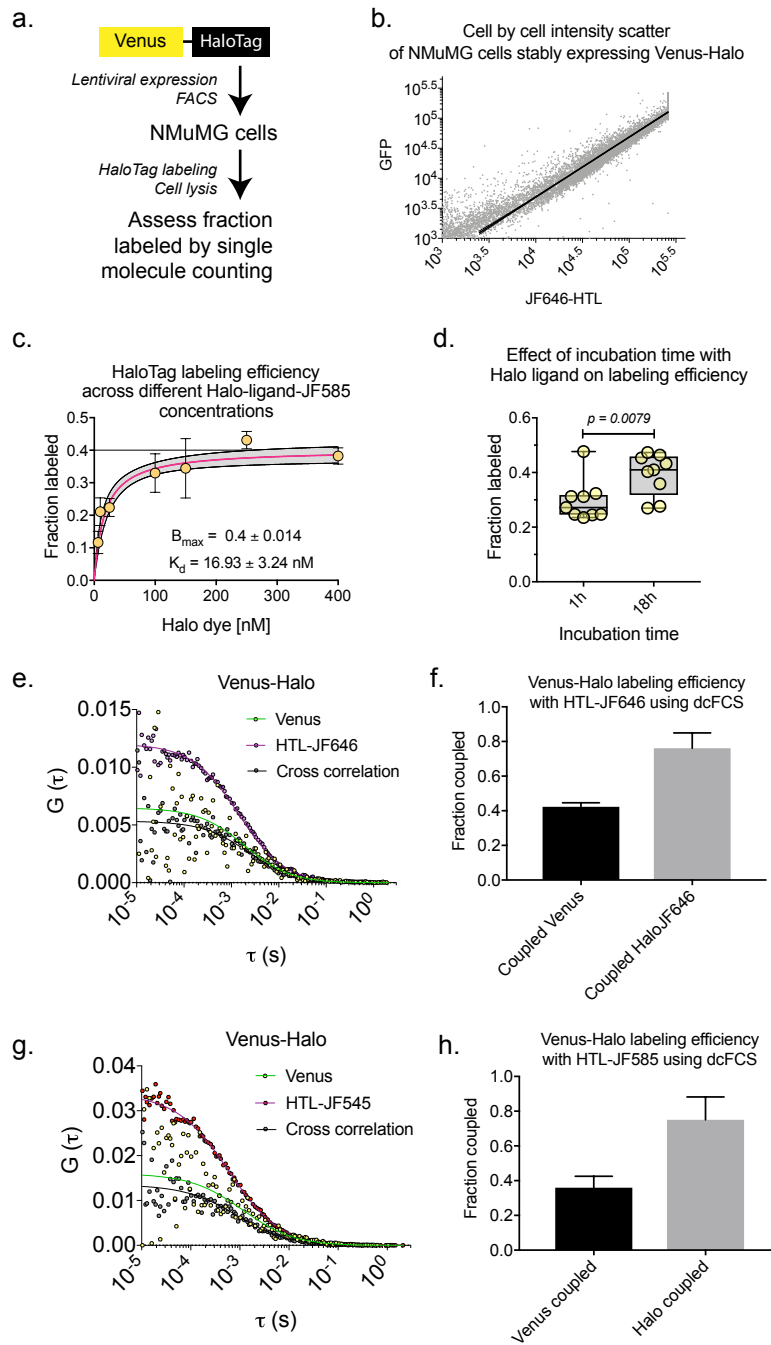 a.
Venus
HaloTag
Lentiviral expression
FACS
NMuMG cells
HaloTag labeling
Cell lysis
Assess fraction
labeled by single
molecule counting
b.
Cell by cell intensity scatter
of NMuMG cells stably expressing Venus-Halo
GFP
10^5.5
10^5
10^4.5
10^4
10^3.5
10^3
10^3
10^3.5
10^4
10^4.5
10^5
10^5.5
JF646-HTL
c.
HaloTag labeling efficiency
across different Halo-ligand-JF585
concentrations
Fraction labeled
0.5
0.4
0.3
0.2
0.1
0.0
B_max = 0.4 ± 0.014
K_d = 16.93 ± 3.24 nM
0 100 200 300 400
Halo dye [nM]
d.
Effect of incubation time with
Halo ligand on labeling efficiency
Fraction labeled
0.6
0.4
0.2
0.0
p = 0.0079
1h
18h
Incubation time
e.
Venus-Halo
G (τ)
0.015
0.010
0.005
0.000
Venus
HTL-JF646
Cross correlation
10^-5 10^-4 10^-3 10^-2 10^-1 10^0
τ (s)
f.
Venus-Halo labeling efficiency
with HTL-JF646 using dcFCS
Fraction coupled
1.0
0.8
0.6
0.4
0.2
0.0
Coupled Venus
Coupled HaloJF646
g.
Venus-Halo
G (τ)
0.04
0.03
0.02
0.01
0.00
Venus
HTL-JF545
Cross correlation
10^-5 10^-4 10^-3 10^-2 10^-1 10^0
τ (s)
h.
Venus-Halo labeling efficiency
with HTL-JF585 using dcFCS
Fraction coupled
1.0
0.8
0.6
0.4
0.2
0.0
Venus coupled
Halo coupled